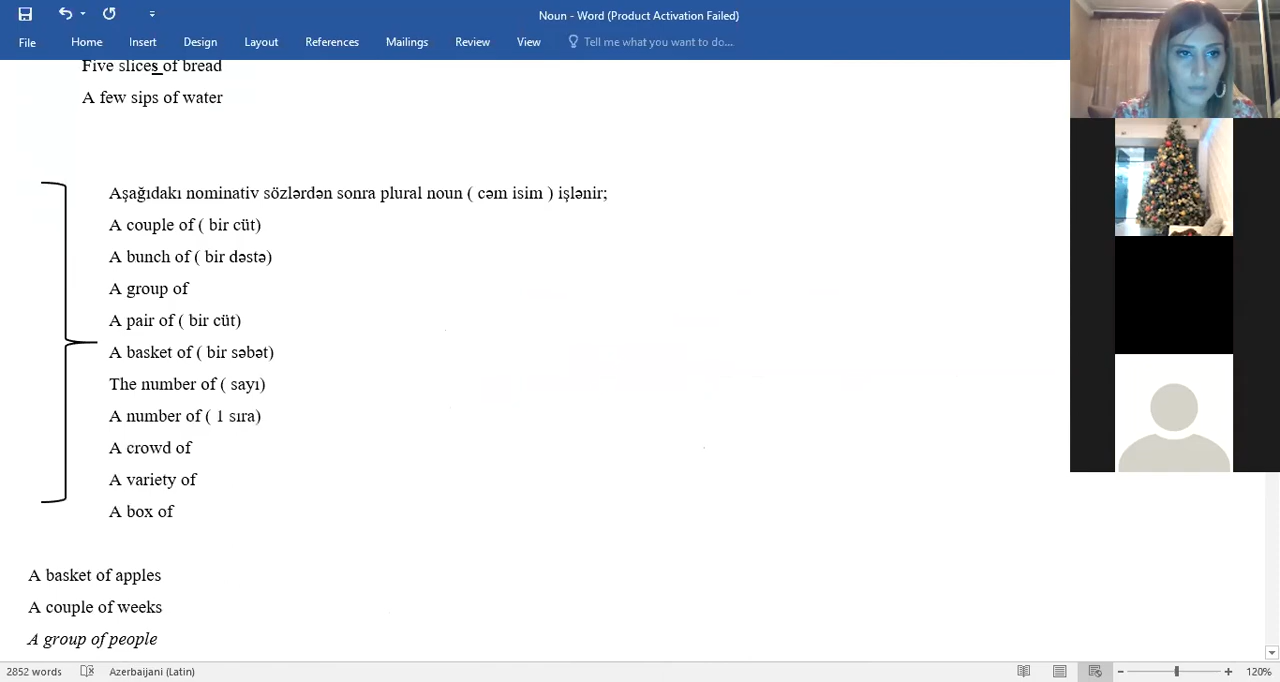 Noun - Word (Product Activation Failed)
File Home Insert Design Layout References Mailings Review View Tell me what you want to do...
Five slices of bread
A few sips of water
Aşağıdakı nominativ sözlərdən sonra plural noun ( cəm isim ) işlənir;
A couple of ( bir cüt)
A bunch of ( bir dəstə)
A group of
A pair of ( bir cüt)
A basket of ( bir səbət)
The number of ( sayı)
A number of ( 1 sıra)
A crowd of
A variety of
A box of
A basket of apples
A couple of weeks
A group of people
2852 words Azerbaijani (Latin) 120%